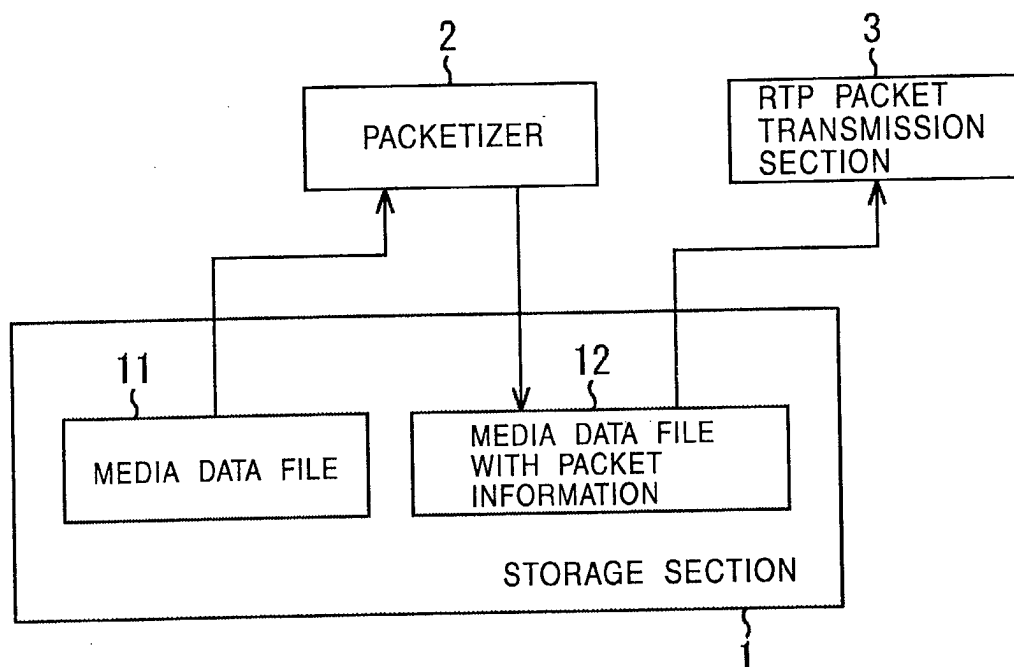 2
3
PACKETIZER
RTP PACKET
TRANSMISSION
SECTION
11
12
MEDIA DATA FILE
MEDIA DATA FILE
WITH PACKET
INFORMATION
STORAGE SECTION
1